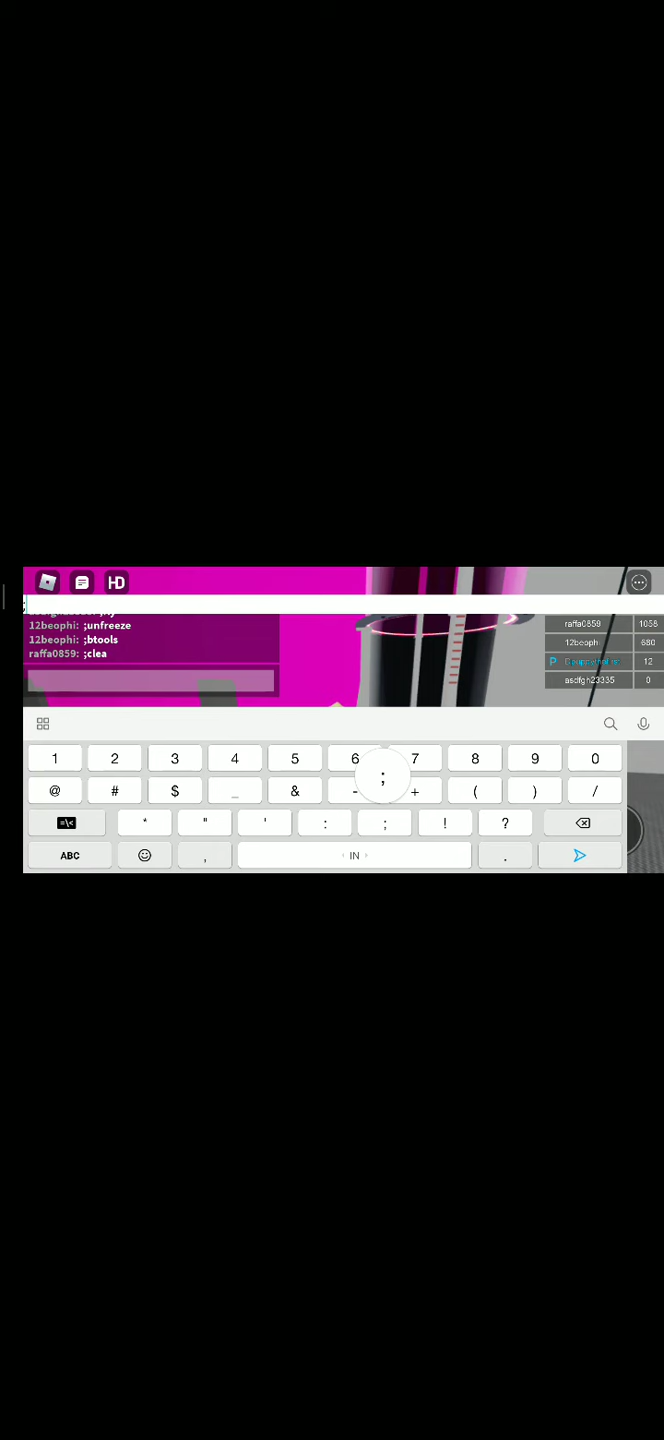 HD
;
12beophi: ;unfreeze
12beophi: ;btools
raffa0859: ;clea
raffa0859 1058
12beoph 680
P 12
asdfgh23335 0
1 2 3 4 5 6 7 8 9 0
;
@ # $ _ & - + ( ) /
=\< * " ' : ; ! ?
ABC , IN .